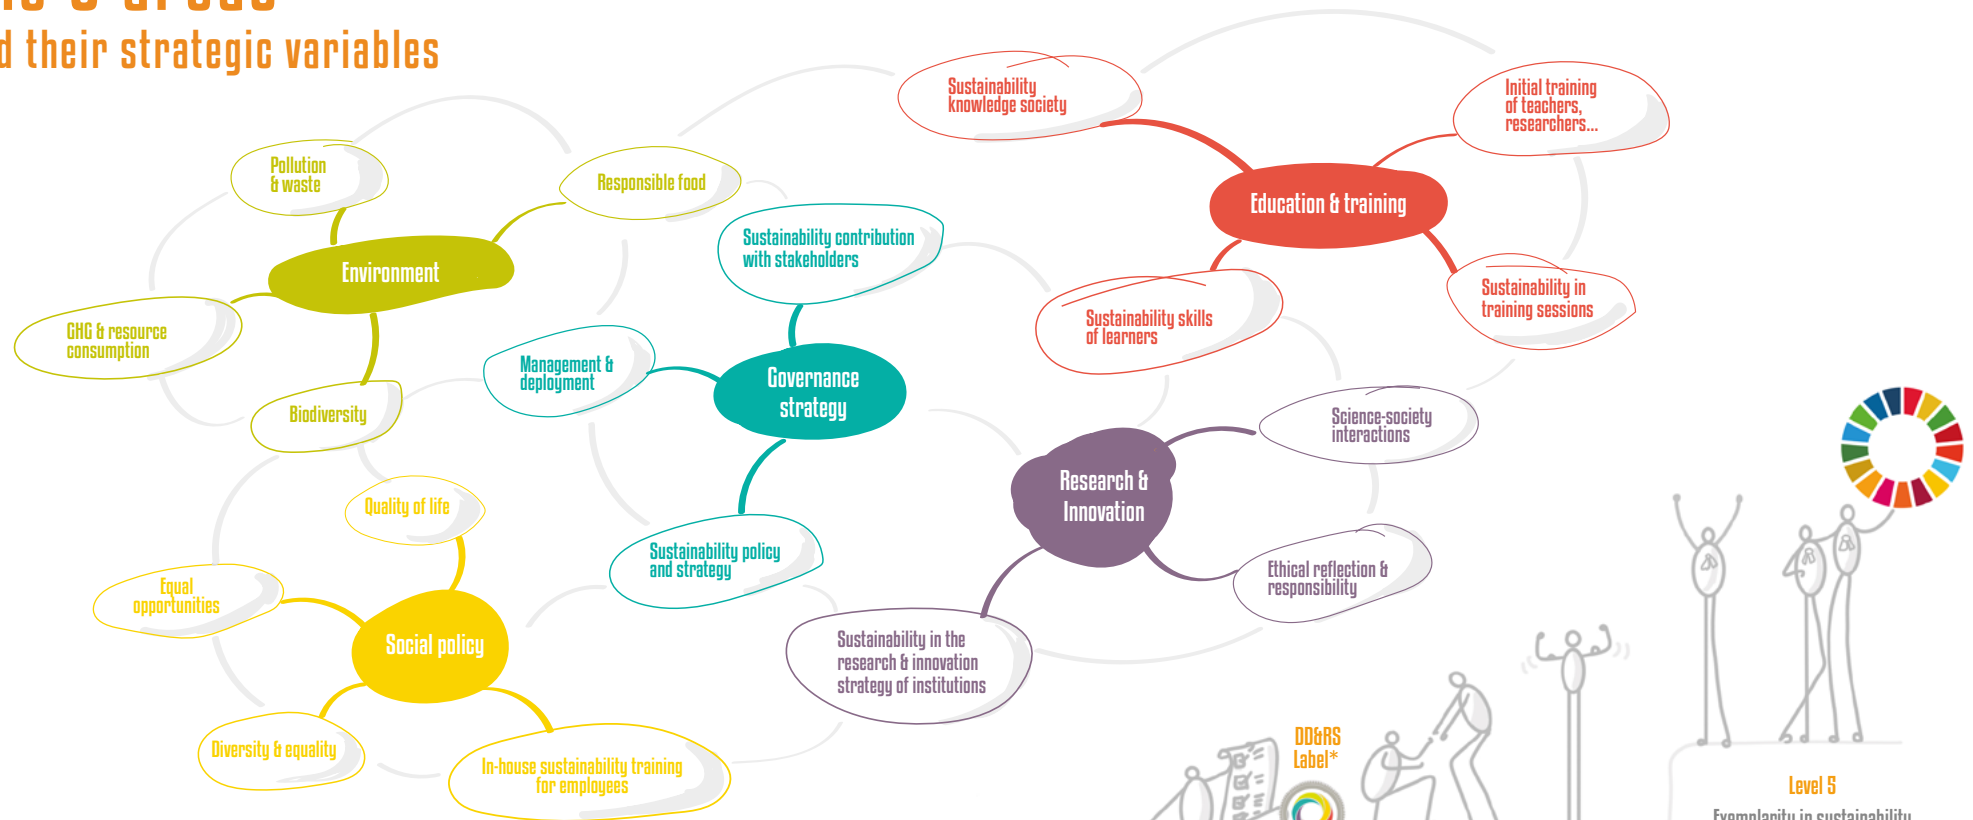 their strategic variables
Sustainability
knowledge society
Initial training
of teachers,
researchers...
Pollution
& waste
Responsible food
Education & training
Sustainability contribution
with stakeholders
Environment
Sustainability in
training sessions
GHG & resource
consumption
Sustainability skills
of learners
Management &
deployment
Governance
strategy
Biodiversity
Science-society
interactions
Research &
Innovation
Quality of life
Sustainability policy
and strategy
Ethical reflection &
responsibility
Equal
opportunities
Social policy
Sustainability in the
research & innovation
strategy of institutions
Diversity & equality
In-house sustainability training
for employees
DD&RS
Label*
Level 5
Exemplarity in sustainability